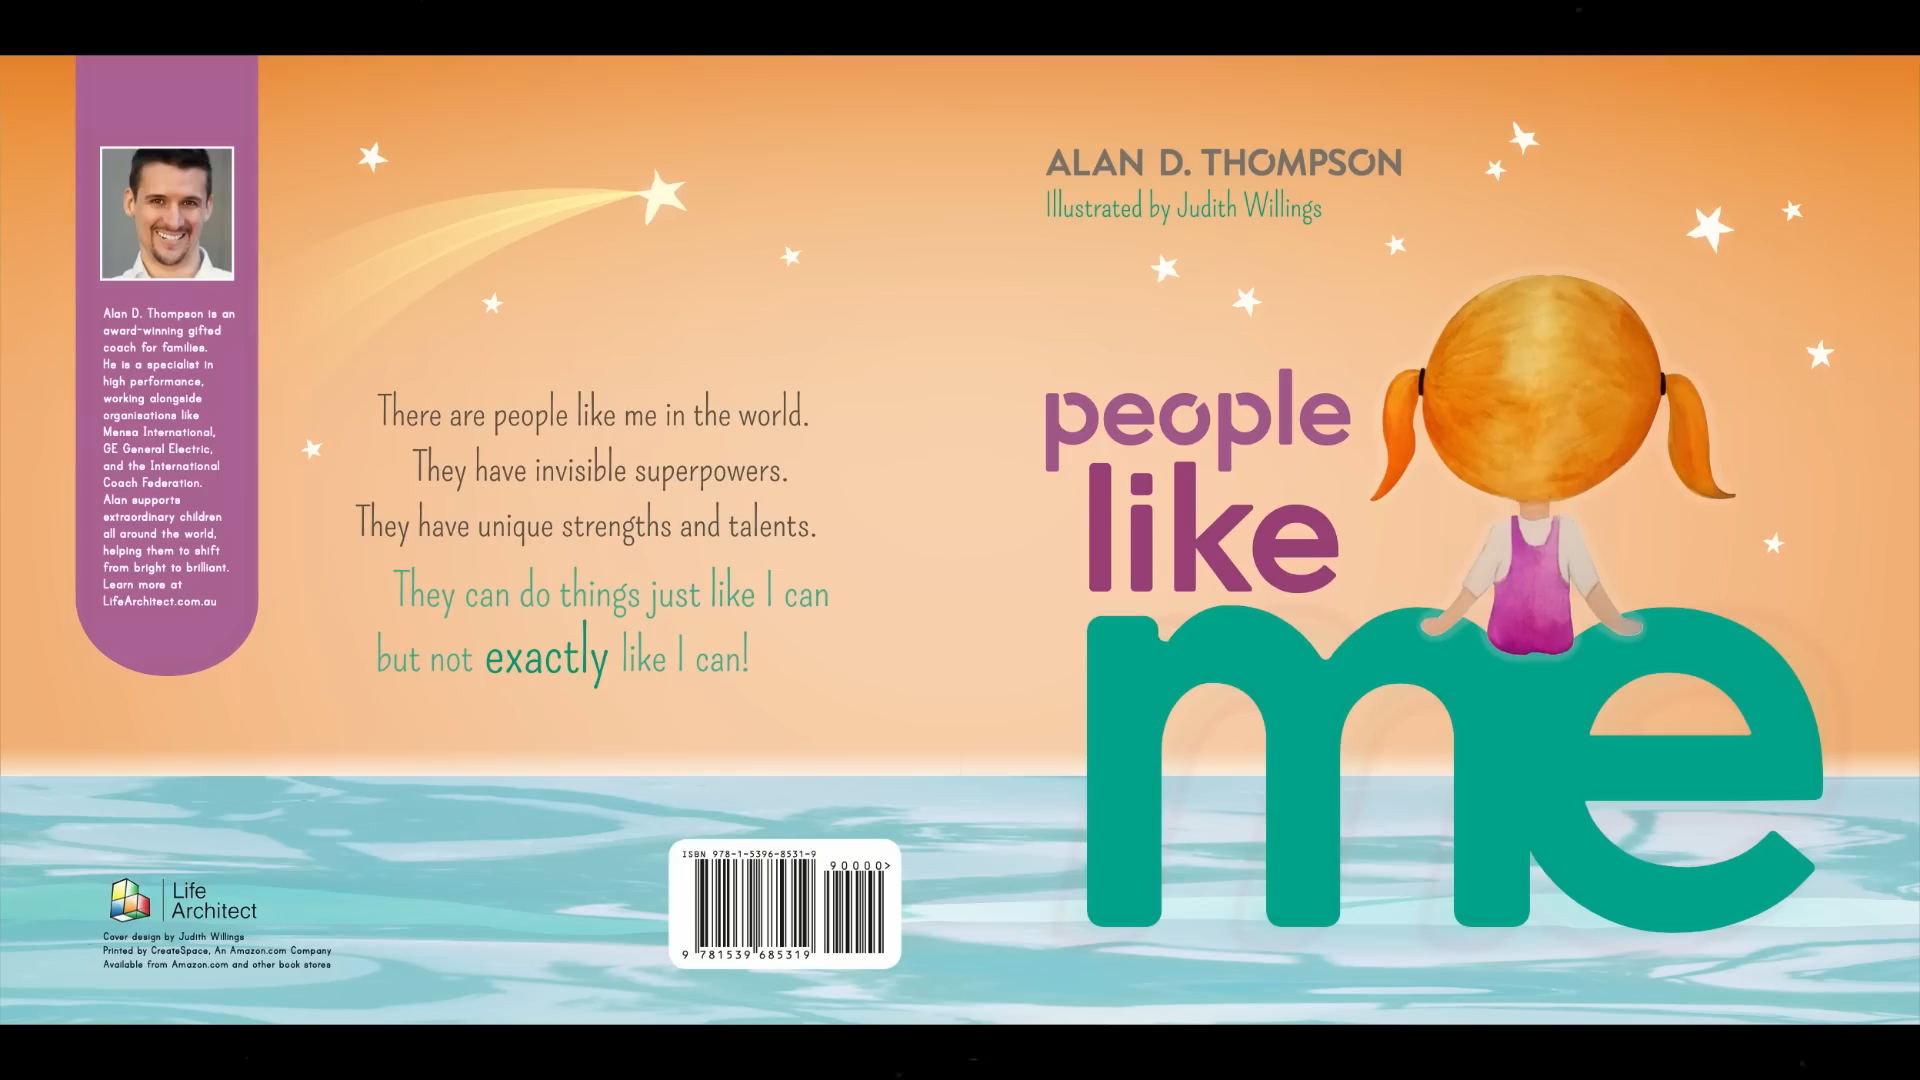 Alan D. Thompson is an
award-winning gifted
coach for families.
He is a specialist in
high performance,
working alongside
organisations like
Mensa International,
GE General Electric,
and the International
Coach Federation.
Alan supports
extraordinary children
all around the world,
helping them to shift
from bright to brilliant.
Learn more at
LifeArchitect.com.au
There are people like me in the world.
They have invisible superpowers.
They have unique strengths and talents.
They can do things just like I can
but not exactly like I can!
Life
Architect
Cover design by Judith Willings
Printed by CreateSpace, An Amazon.com Company
Available from Amazon.com and other book stores
ISBN 978-1-5396-8531-9
90000>
9 781539 685319
ALAN D. THOMPSON
Illustrated by Judith Willings
people
like
me